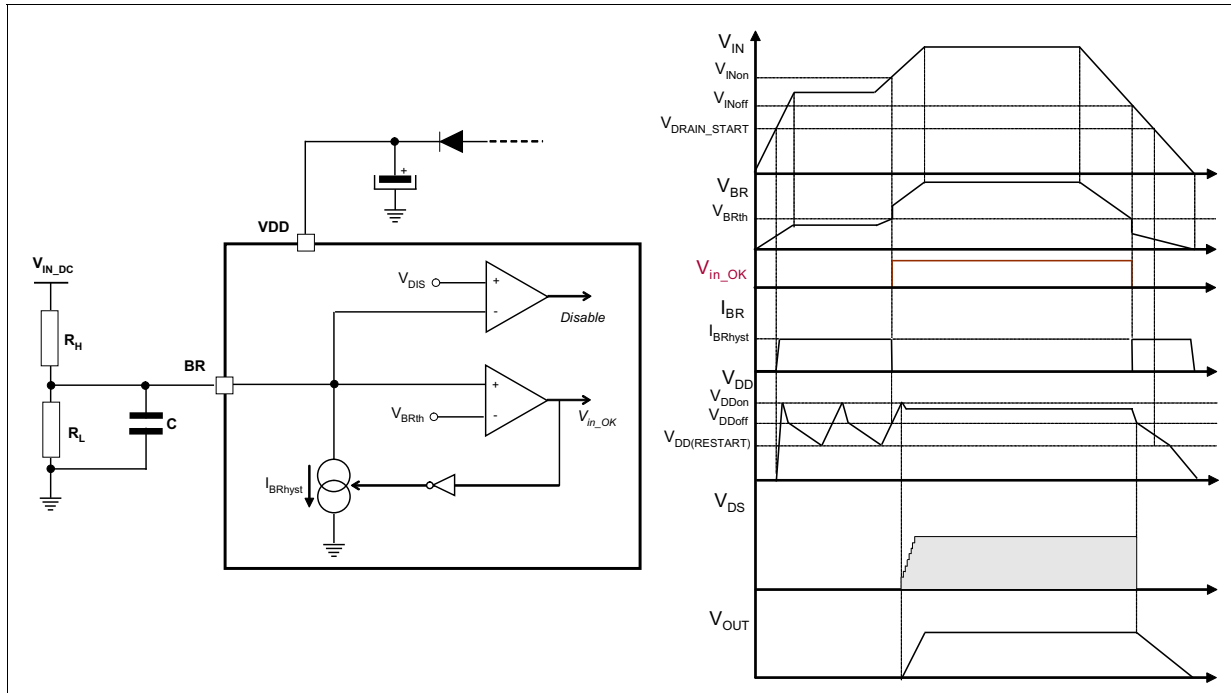 VDD
V_IN_DC
R_H
BR
R_L
C
V_DIS
+
-
Disable
+
V_BRth
-
V_in_OK
I_BRhyst
+
V_IN
V_INon
V_INoff
V_DRAIN_START
V_BR
V_BRth
V_in_OK
I_BR
I_BRhyst
V_DD
V_DDon
V_DDoff
V_DD(RESTART)
V_DS
V_OUT